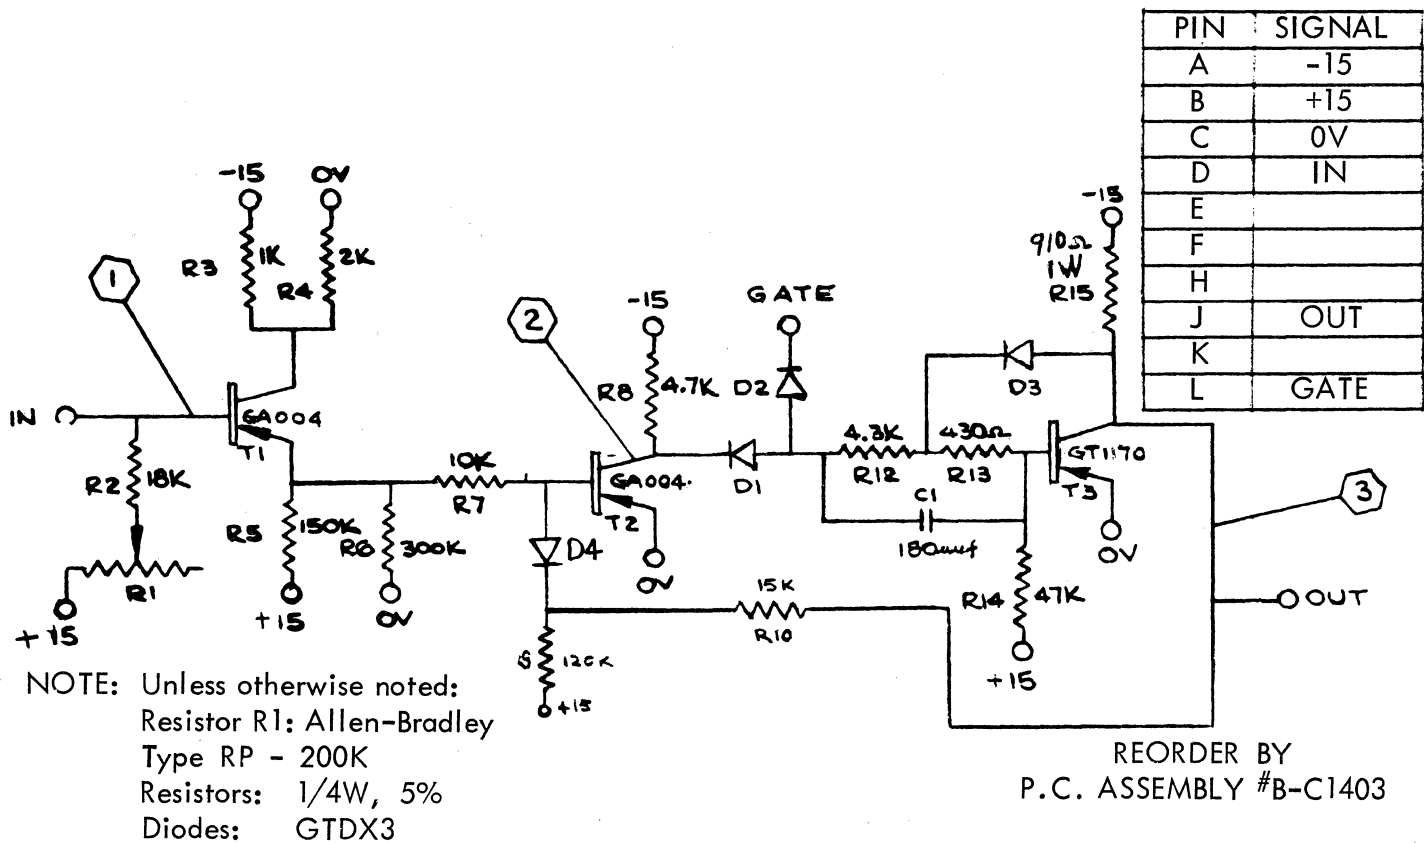 PIN SIGNAL
A -15
B +15
C 0V
D IN
E
F
H
J OUT
K
L GATE
-15 0V
R3 1K
R4 2K
1
IN
GA004
T1
R2 18K
R1
+15
R5 150K
+15
R6 300K
0V
10K
R7
2
-15
R8 4.7K
GA004
T2
0V
D4
120K
+15
15K
R10
GATE
D2
D1
4.3K
R12
430Ω
R13
C1
180μμf
D3
-15
910Ω
1W
R15
GT1170
T3
0V
R14 47K
+15
3
OUT
NOTE: Unless otherwise noted:
Resistor R1: Allen-Bradley
Type RP - 200K
Resistors: 1/4W, 5%
Diodes: GTDX3
REORDER BY
P.C. ASSEMBLY #B-C1403